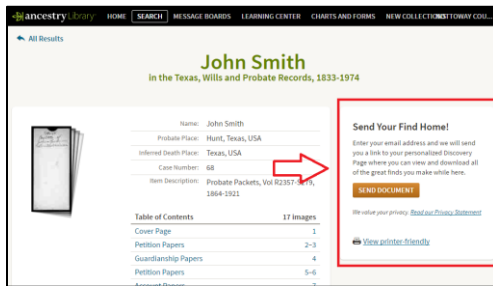 ancestryLibrary HOME SEARCH MESSAGE BOARDS LEARNING CENTER CHARTS AND FORMS NEW COLLECTIONS NOTTOWAY COU...
All Results
John Smith
in the Texas, Wills and Probate Records, 1833-1974
Name: John Smith
Probate Place: Hunt, Texas, USA
Inferred Death Place: Texas, USA
Case Number: 68
Item Description: Probate Packets, Vol
1864-1921
Table of Contents 17 images
Cover Page 1
Petition Papers 2–3
Guardianship Papers 4
Petition Papers 5–6
Send Your Find Home!
Enter your email address and we will send
you a link to your personalized Discovery
Page where you can view and download all
of the great finds you make while here.
SEND DOCUMENT
We value your privacy. Read our Privacy Statement
View printer-friendly